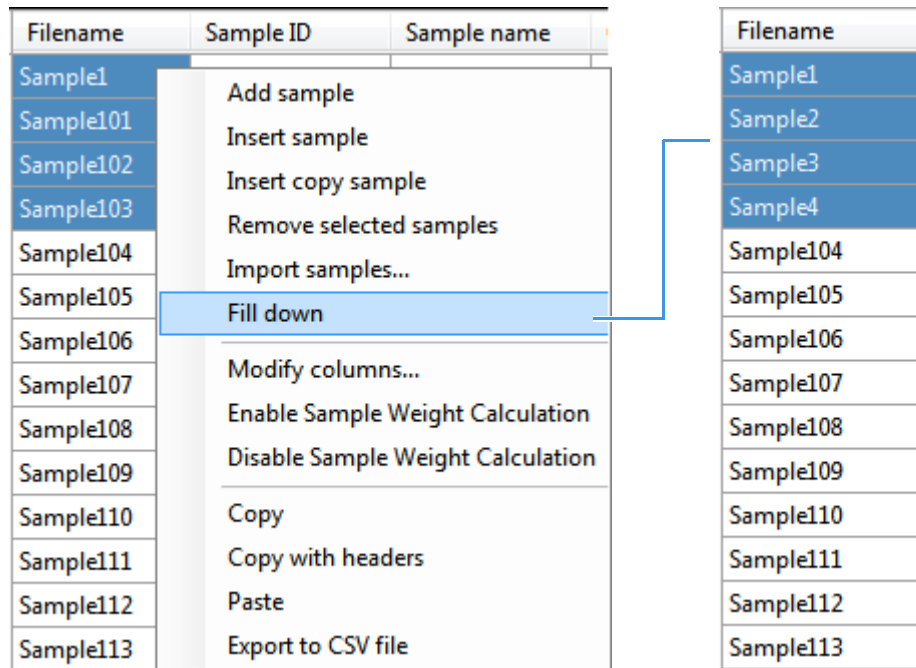 Filename Sample ID Sample name
Sample1
Sample101
Sample102
Sample103
Sample104
Sample105
Sample106
Sample107
Sample108
Sample109
Sample110
Sample111
Sample112
Sample113
Add sample
Insert sample
Insert copy sample
Remove selected samples
Import samples...
Fill down
Modify columns...
Enable Sample Weight Calculation
Disable Sample Weight Calculation
Copy
Copy with headers
Paste
Export to CSV file
Filename
Sample1
Sample2
Sample3
Sample4
Sample104
Sample105
Sample106
Sample107
Sample108
Sample109
Sample110
Sample111
Sample112
Sample113